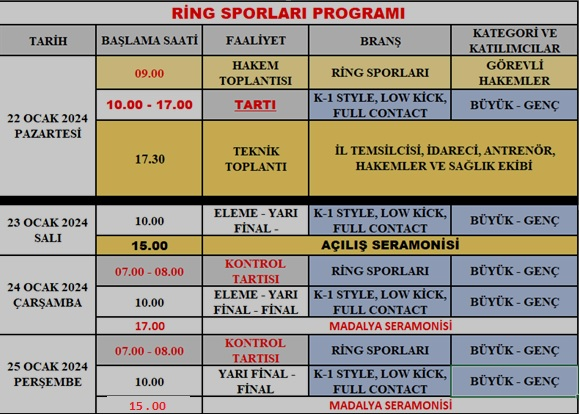 RİNG SPORLARI PROGRAMI
TARİH
BAŞLAMA SAATİ
FAALİYET
BRANŞ
KATEGORİ VE
KATILIMCILAR
22 OCAK 2024
PAZARTESİ
09.00
HAKEM
TOPLANTISI
RİNG SPORLARI
GÖREVLİ
HAKEMLER
10.00 - 17.00
TARTI
K-1 STYLE, LOW KİCK,
FULL CONTACT
BÜYÜK - GENÇ
17.30
TEKNİK
TOPLANTI
İL TEMSİLCİSİ, İDARECİ, ANTRENÖR,
HAKEMLER VE SAĞLIK EKİBİ
23 OCAK 2024
SALI
10.00
ELEME - YARI
FİNAL -
K-1 STYLE, LOW KİCK,
FULL CONTACT
BÜYÜK - GENÇ
15.00
AÇILIŞ SERAMONİSİ
24 OCAK 2024
ÇARŞAMBA
07.00 - 08.00
KONTROL
TARTISI
RİNG SPORLARI
BÜYÜK - GENÇ
10.00
ELEME - YARI
FİNAL - FİNAL
K-1 STYLE, LOW KİCK,
FULL CONTACT
BÜYÜK - GENÇ
17.00
MADALYA SERAMONİSİ
25 OCAK 2024
PERŞEMBE
07.00 - 08.00
KONTROL
TARTISI
RİNG SPORLARI
BÜYÜK - GENÇ
10.00
YARI FİNAL -
FİNAL
K-1 STYLE, LOW KİCK,
FULL CONTACT
BÜYÜK - GENÇ
15 . 00
MADALYA SERAMONİSİ